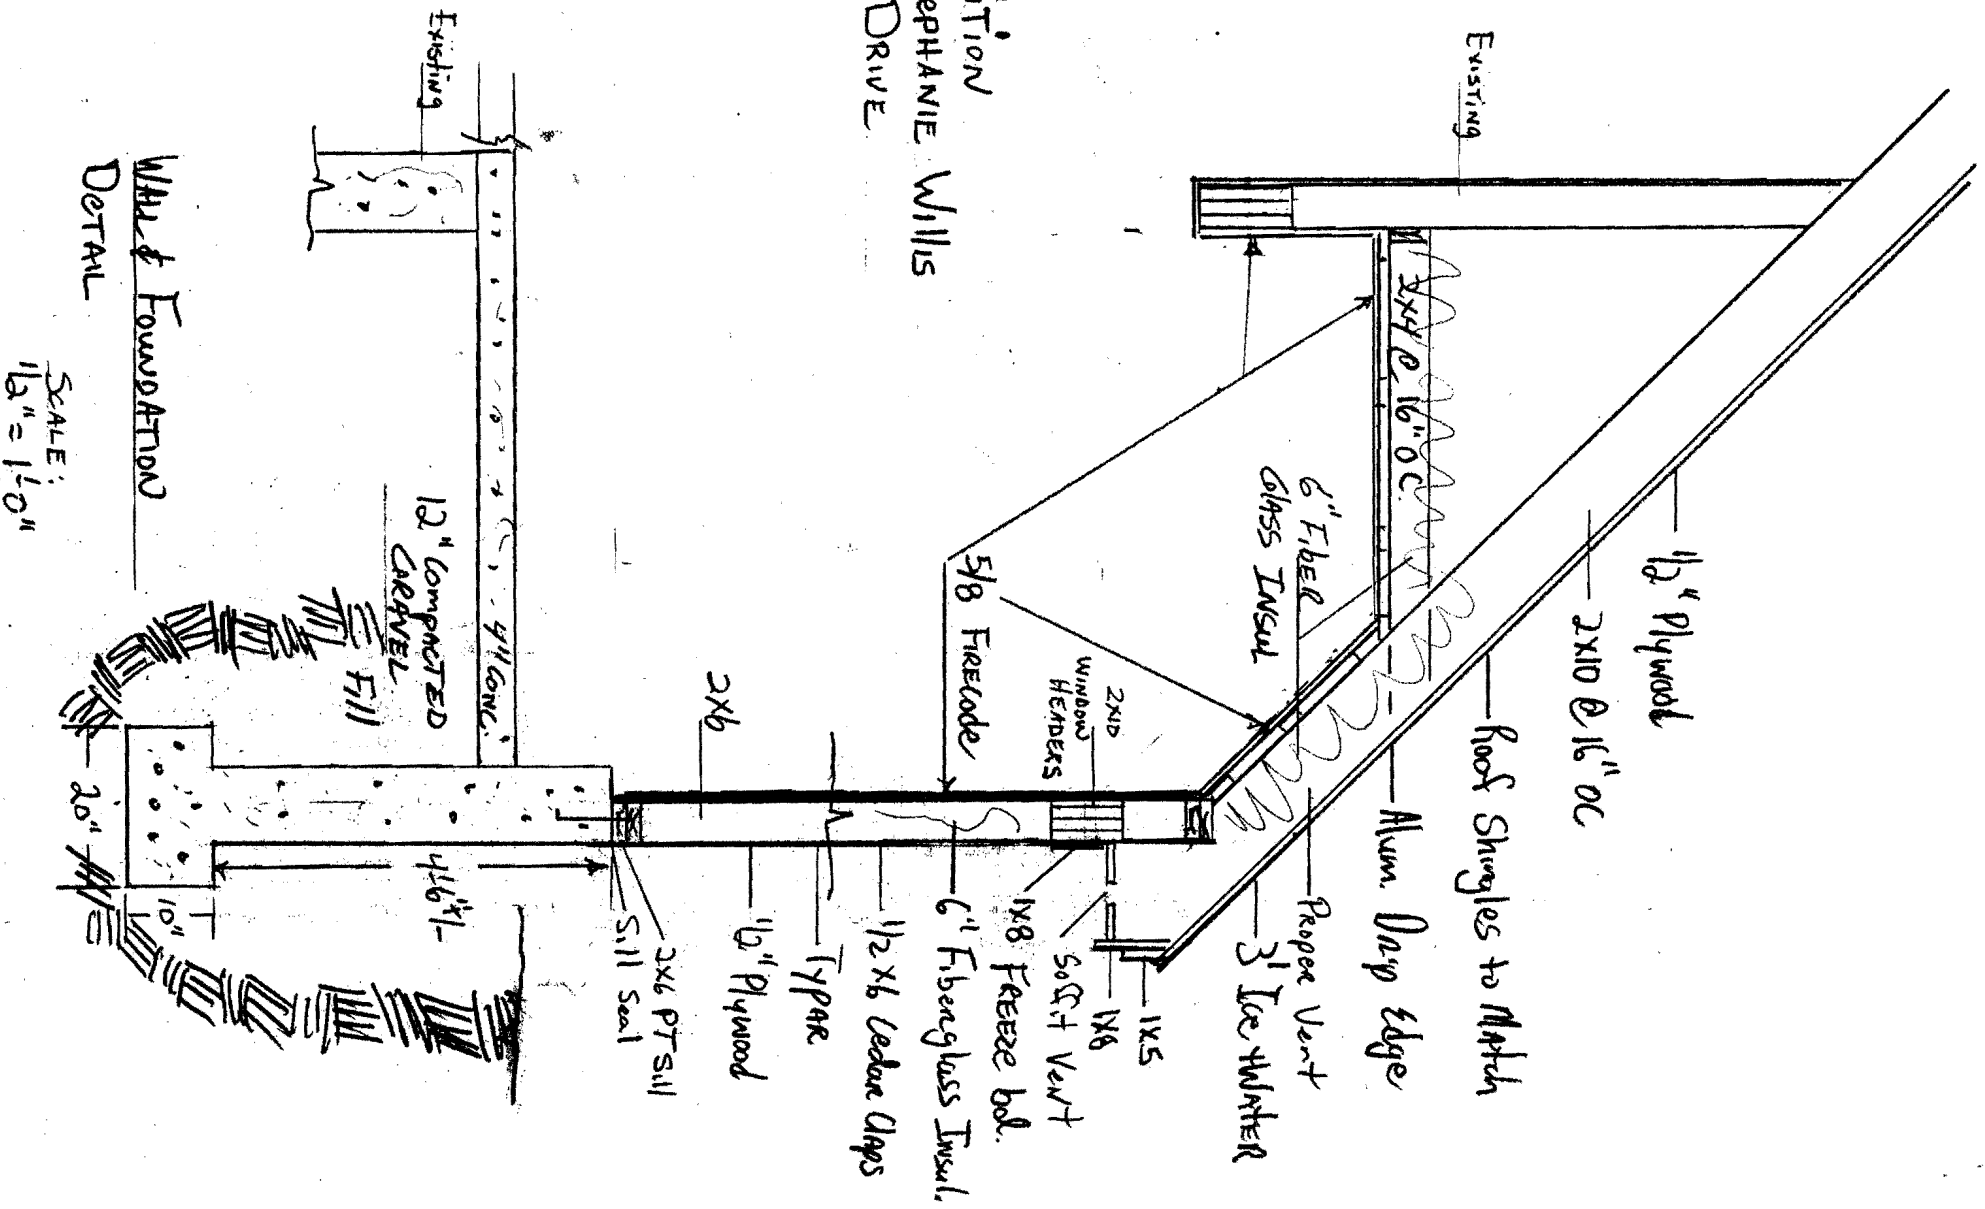 1/2" Plywood
2x10 @ 16" OC
Roof Shingles to Match
Alum. Drip Edge
Proper Vent
3' Ice & WATER
Existing
2x4 @ 16" OC
6" Fiber
GLASS INSUL
1x5
1x8
Soffit Vent
1x8 FREEZE bd.
6" Fiberglass Insul.
1/2 x 6 Cedar Claps
TYPAR
1/2" Plywood
2x6 PT Sill
Sill Seal
2x10
WINDOW
HEADERS
5/8 FIRECODE
2x6
TION
EPHANIE WILLIS
DRIVE
Existing
4" CONC.
12" COMPACTED
GRAVEL
Fill
4'6" +/-
10"
20"
WALL & FOUNDATION
DETAIL
SCALE:
1/2" = 1'-0"